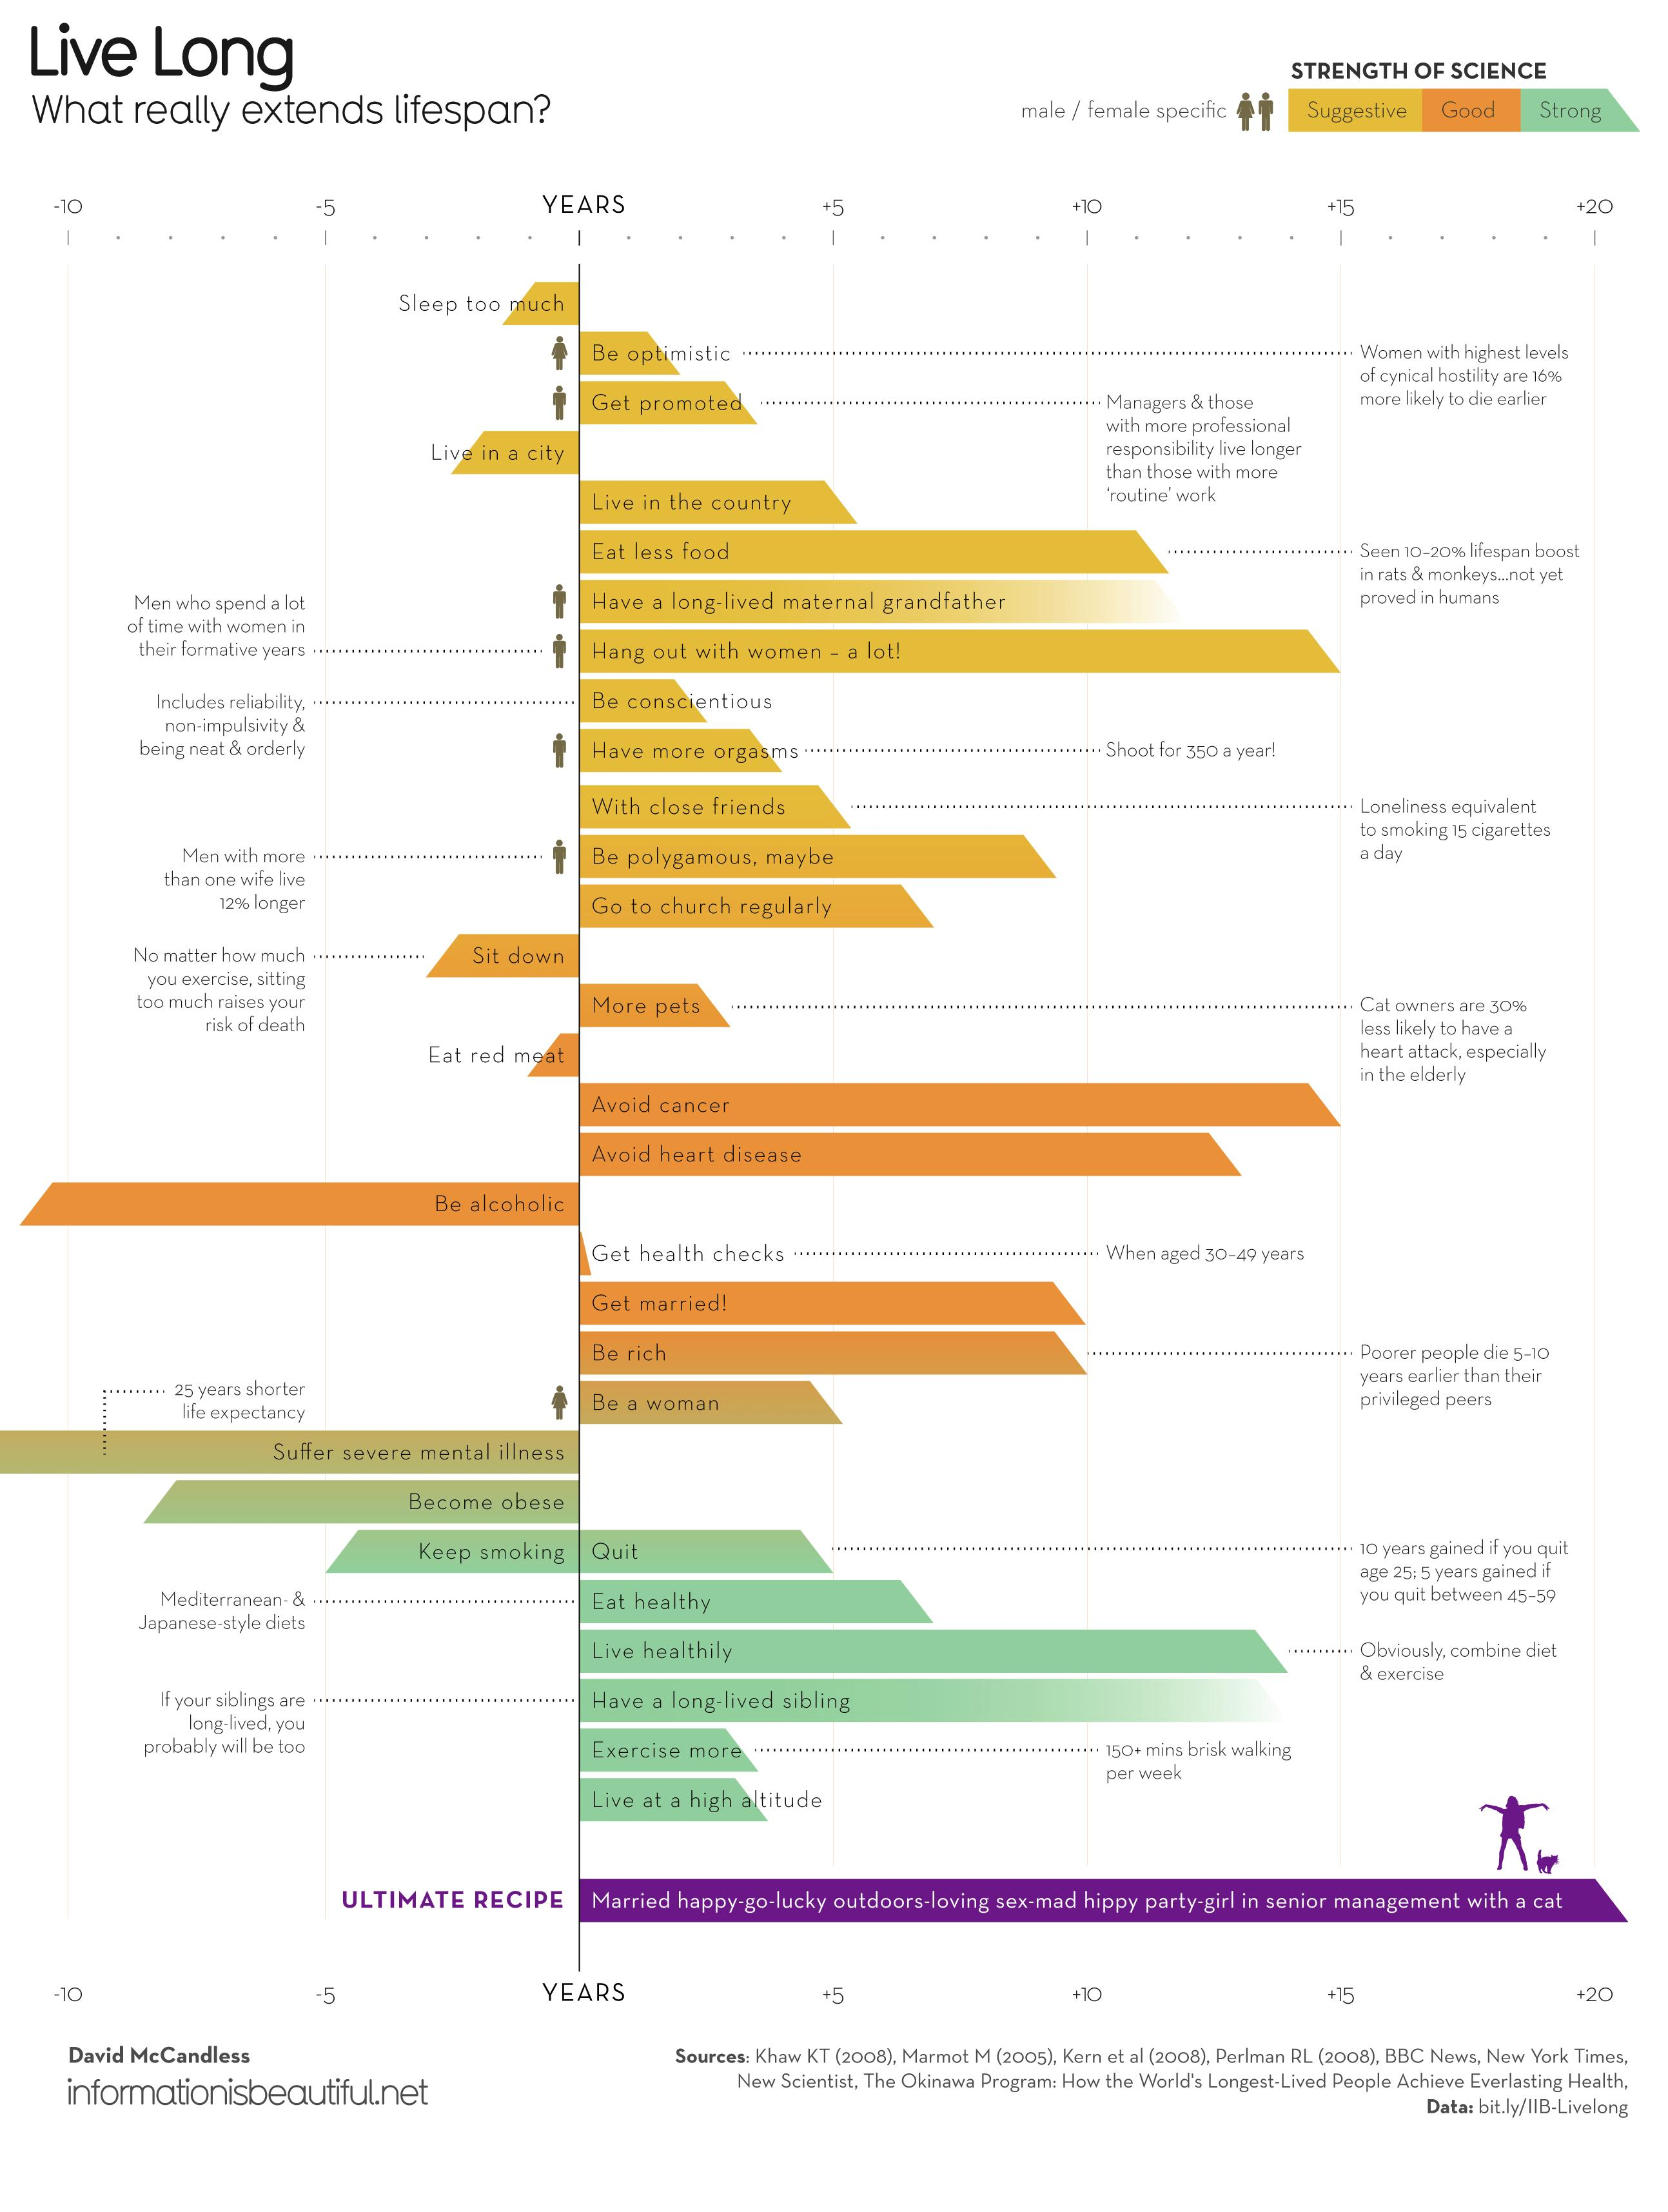 Live Long
What really extends lifespan?
STRENGTH OF SCIENCE
male / female specific
Suggestive Good Strong
-10 -5 YEARS +5 +10 +15 +20
Sleep too much
Be optimistic
Women with highest levels
of cynical hostility are 16%
more likely to die earlier
Get promoted
Managers & those
with more professional
responsibility live longer
than those with more
‘routine’ work
Live in a city
Live in the country
Eat less food
Seen 10–20% lifespan boost
in rats & monkeys...not yet
proved in humans
Have a long-lived maternal grandfather
Men who spend a lot
of time with women in
their formative years
Hang out with women – a lot!
Includes reliability,
non-impulsivity &
being neat & orderly
Be conscientious
Have more orgasms
Shoot for 350 a year!
With close friends
Loneliness equivalent
to smoking 15 cigarettes
a day
Men with more
than one wife live
12% longer
Be polygamous, maybe
Go to church regularly
No matter how much
you exercise, sitting
too much raises your
risk of death
Sit down
More pets
Cat owners are 30%
less likely to have a
heart attack, especially
in the elderly
Eat red meat
Avoid cancer
Avoid heart disease
Be alcoholic
Get health checks
When aged 30–49 years
Get married!
Be rich
Poorer people die 5–10
years earlier than their
privileged peers
Be a woman
25 years shorter
life expectancy
Suffer severe mental illness
Become obese
Keep smoking
Quit
10 years gained if you quit
age 25; 5 years gained if
you quit between 45–59
Mediterranean- &
Japanese-style diets
Eat healthy
Live healthily
Obviously, combine diet
& exercise
If your siblings are
long-lived, you
probably will be too
Have a long-lived sibling
Exercise more
150+ mins brisk walking
per week
Live at a high altitude
ULTIMATE RECIPE
Married happy-go-lucky outdoors-loving sex-mad hippy party-girl in senior management with a cat
-10 -5 YEARS +5 +10 +15 +20
David McCandless
informationisbeautiful.net
Sources: Khaw KT (2008), Marmot M (2005), Kern et al (2008), Perlman RL (2008), BBC News, New York Times,
New Scientist, The Okinawa Program: How the World's Longest-Lived People Achieve Everlasting Health,
Data: bit.ly/IIB-Livelong